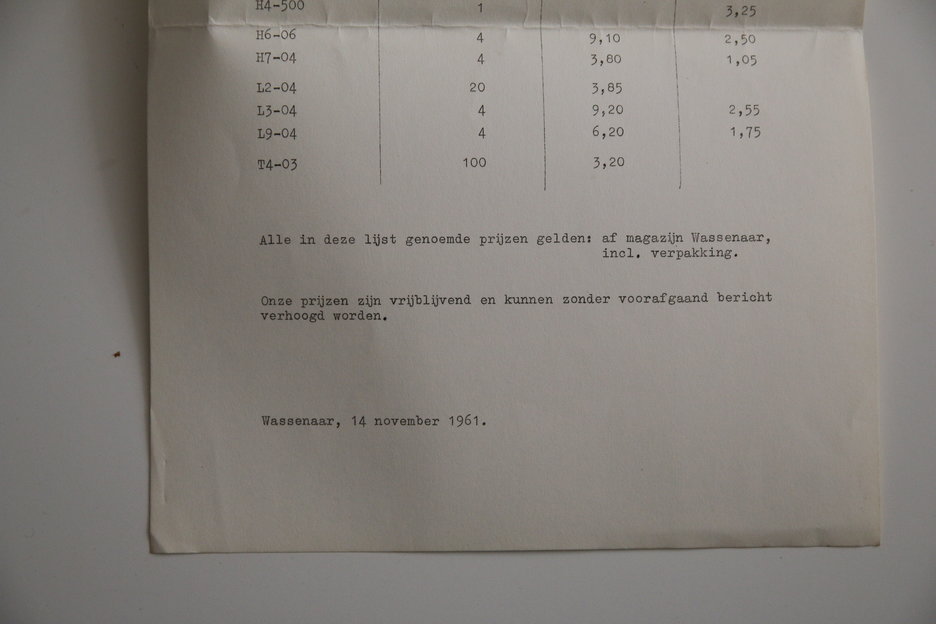 H4-500 1 3,25
H6-06 4 9,10 2,50
H7-04 4 3,80 1,05
L2-04 20 3,85
L3-04 4 9,20 2,55
L9-04 4 6,20 1,75
T4-03 100 3,20
Alle in deze lijst genoemde prijzen gelden: af magazijn Wassenaar,
incl. verpakking.
Onze prijzen zijn vrijblijvend en kunnen zonder voorafgaand bericht
verhoogd worden.
Wassenaar, 14 november 1961.